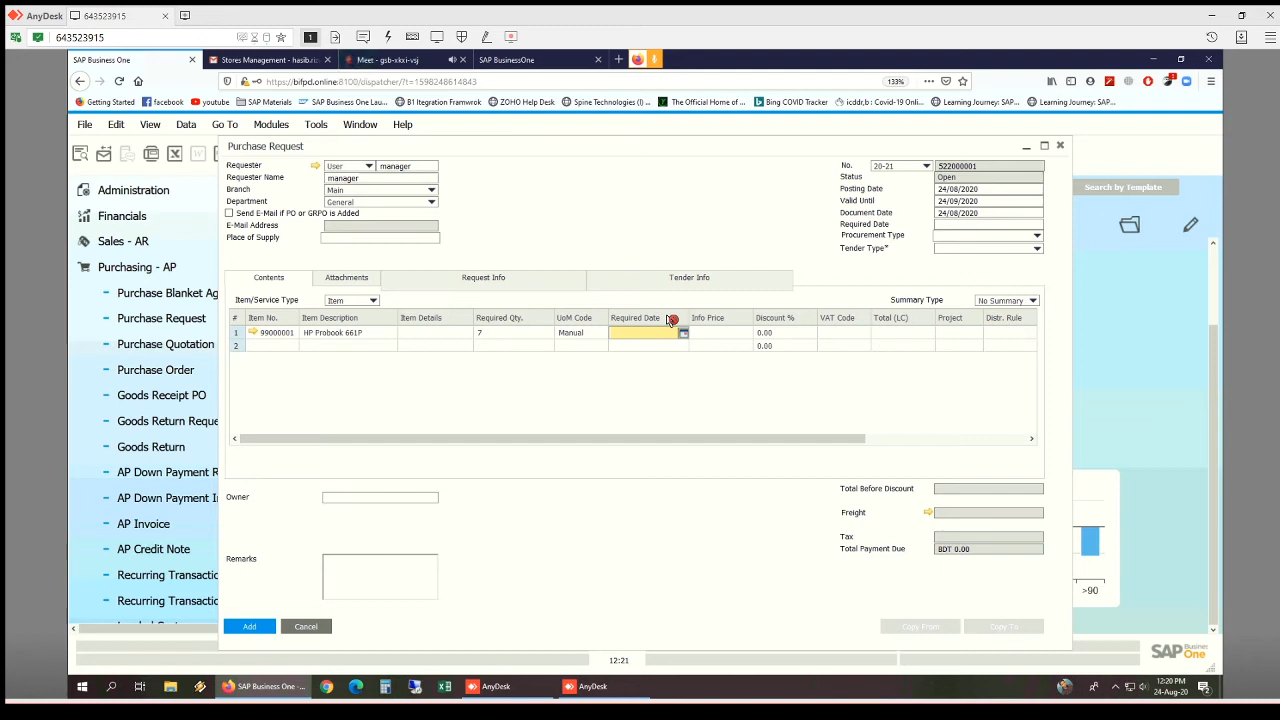 AnyDesk
643523915
643523915
1
SAP Business One
Stores Management - hasib.zon
Meet - gsb-xkxi-vsj
SAP BusinessOne
https://bifpd.online:8100/dispatcher/?t=1598248614843
133%
Getting Started
facebook
youtube
SAP Materials
SAP Business One Lau...
B1 iIegration Framwrok
ZOHO Help Desk
Spine Technologies (I)...
The Official Home of ...
Bing COVID Tracker
icddr,b : Covid-19 Onli...
Learning Journey: SAP...
Learning Journey: SAP...
File Edit View Data Go To Modules Tools Window Help
Administration
Financials
Sales - AR
Purchasing - AP
Purchase Blanket Ag
Purchase Request
Purchase Quotation
Purchase Order
Goods Receipt PO
Goods Return Reque
Goods Return
AP Down Payment R
AP Down Payment In
AP Invoice
AP Credit Note
Recurring Transactio
Recurring Transactio
Search by Template
>90
Purchase Request
Requester User manager
Requester Name manager
Branch Main
Department General
Send E-Mail if PO or GRPO is Added
E-Mail Address
Place of Supply
No. 20-21 522000001
Status Open
Posting Date 24/08/2020
Valid Until 24/09/2020
Document Date 24/08/2020
Required Date
Procurement Type
Tender Type*
Contents Attachments Request Info Tender Info
Item/Service Type Item
Summary Type No Summary
# Item No. Item Description Item Details Required Qty. UoM Code Required Date Info Price Discount % VAT Code Total (LC) Project Distr. Rule
1 99000001 HP Probook 661P 7 Manual 0.00
2 0.00
Owner
Remarks
Total Before Discount
Freight
Tax
Total Payment Due BDT 0.00
Add Cancel
Copy From Copy To
12:21
SAP Business One
SAP Business One -...
AnyDesk
AnyDesk
12:20 PM
24-Aug-20
2